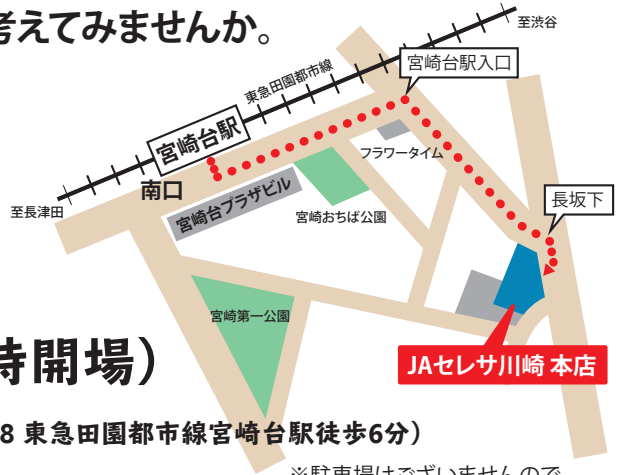 考えてみませんか。
至渋谷
宮崎台駅入口
東急田園都市線
宮崎台駅
フラワータイム
南口
至長津田
宮崎台プラザビル
宮崎おちば公園
長坂下
宮崎第一公園
JAセレサ川崎 本店
時開場）
8 東急田園都市線宮崎台駅徒歩6分）
※駐車場はございませんので